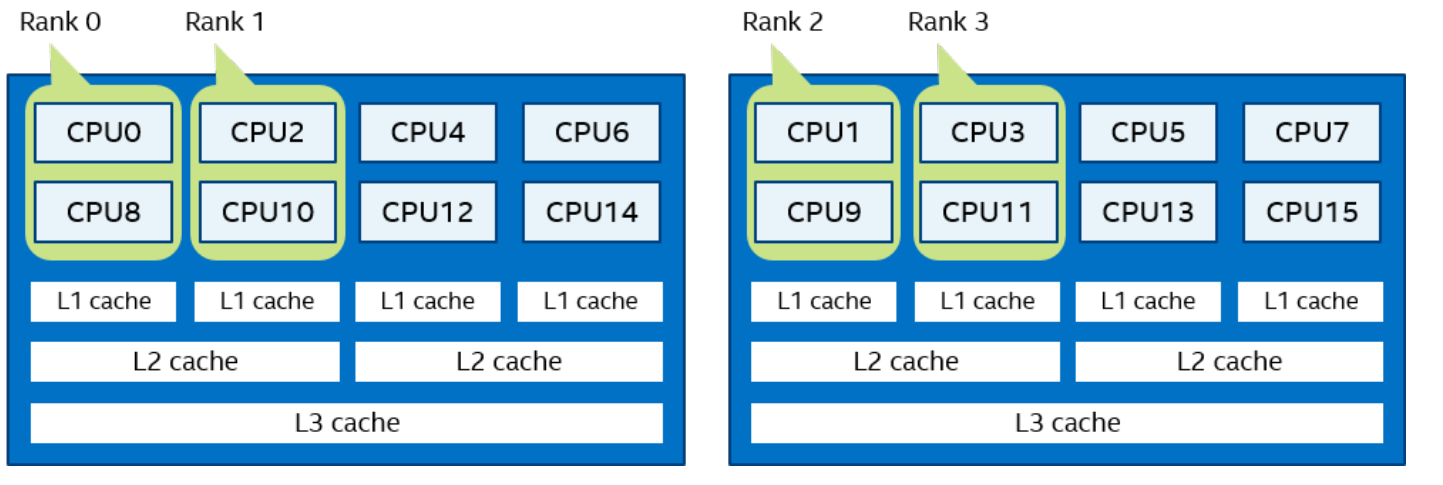 Rank 0 Rank 1 Rank 2 Rank 3
CPU0 CPU2 CPU4 CPU6 CPU1 CPU3 CPU5 CPU7
CPU8 CPU10 CPU12 CPU14 CPU9 CPU11 CPU13 CPU15
L1 cache L1 cache L1 cache L1 cache L1 cache L1 cache L1 cache L1 cache
L2 cache L2 cache L2 cache L2 cache
L3 cache L3 cache